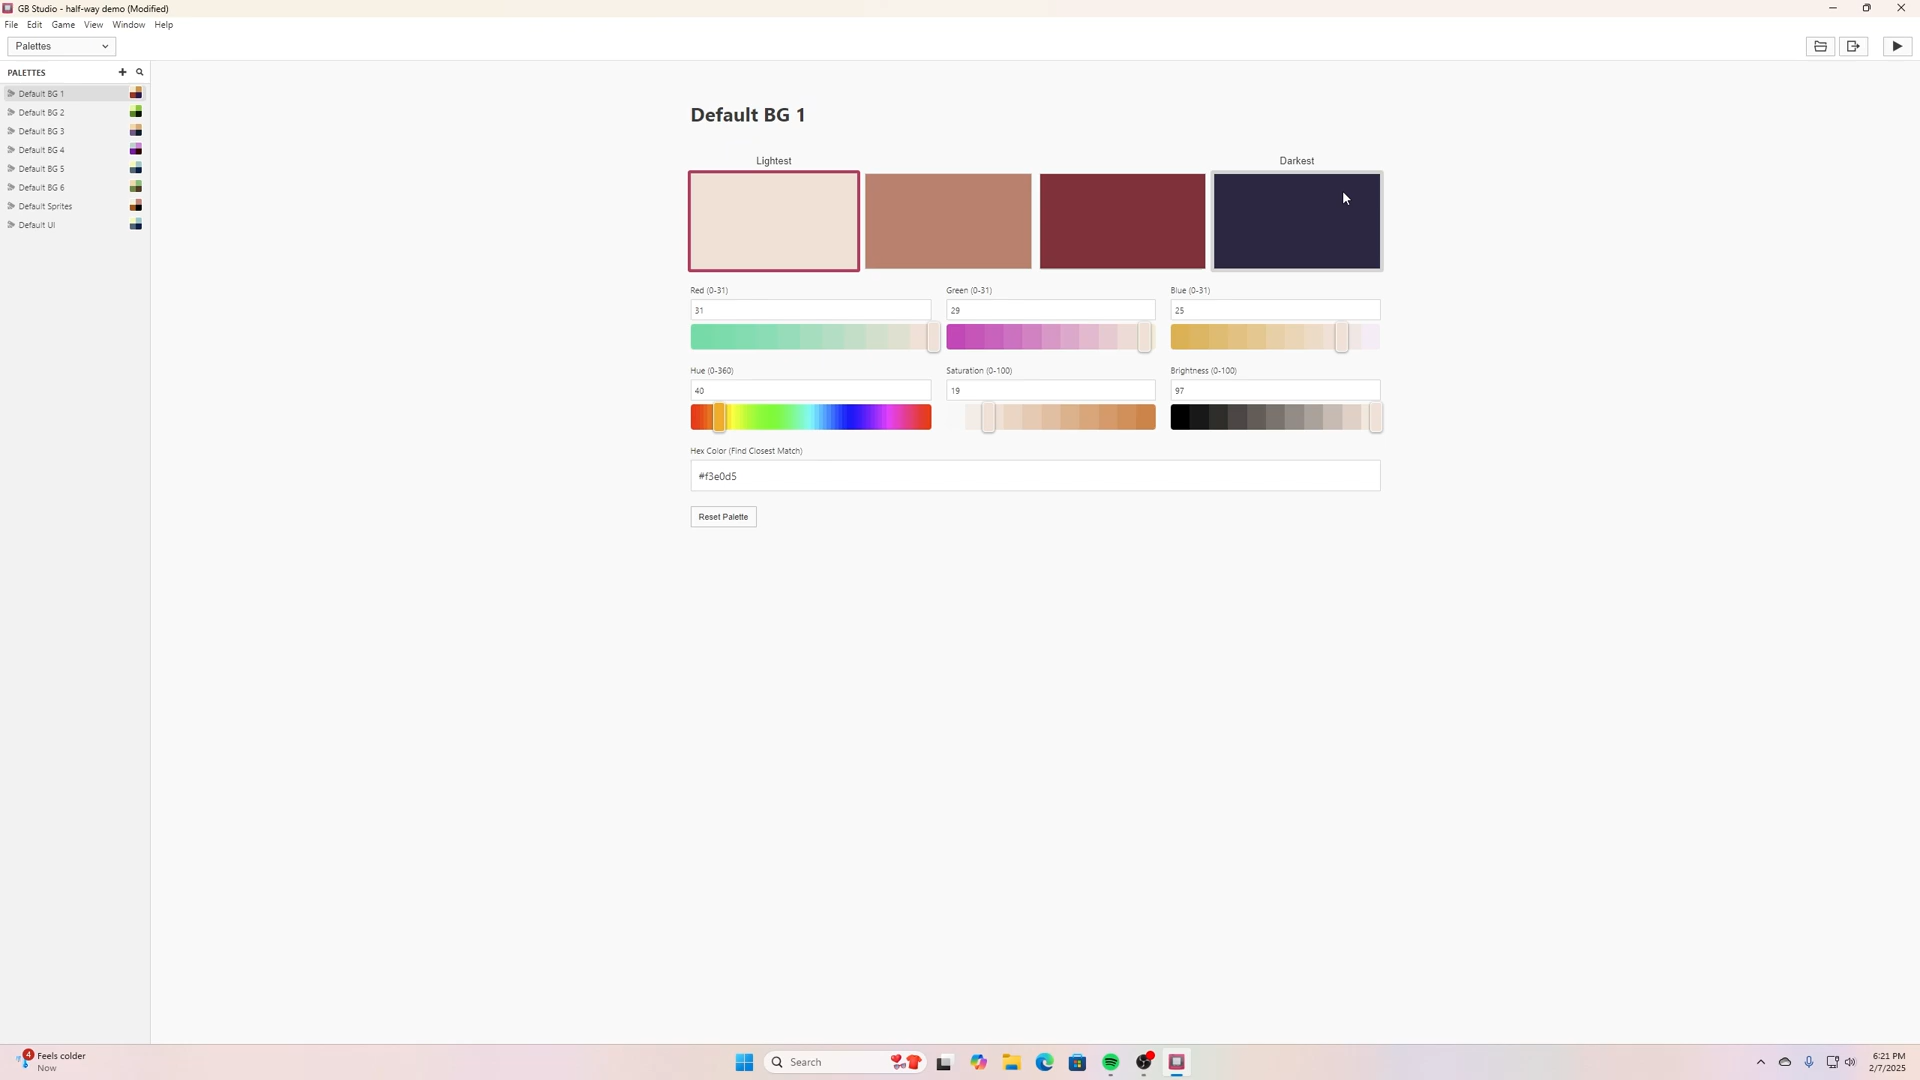 GB Studio - half-way demo (Modified)
File Edit Game View Window Help
Palettes
PALETTES
Default BG 1
Default BG 2
Default BG 3
Default BG 4
Default BG 5
Default BG 6
Default Sprites
Default UI
Default BG 1
Lightest Darkest
Red (0-31) Green (0-31) Blue (0-31)
31 29 25
Hue (0-360) Saturation (0-100) Brightness (0-100)
40 19 97
Hex Color (Find Closest Match)
#f3e0d5
Reset Palette
4 Feels colder
Now
Search
6:21 PM
2/7/2025